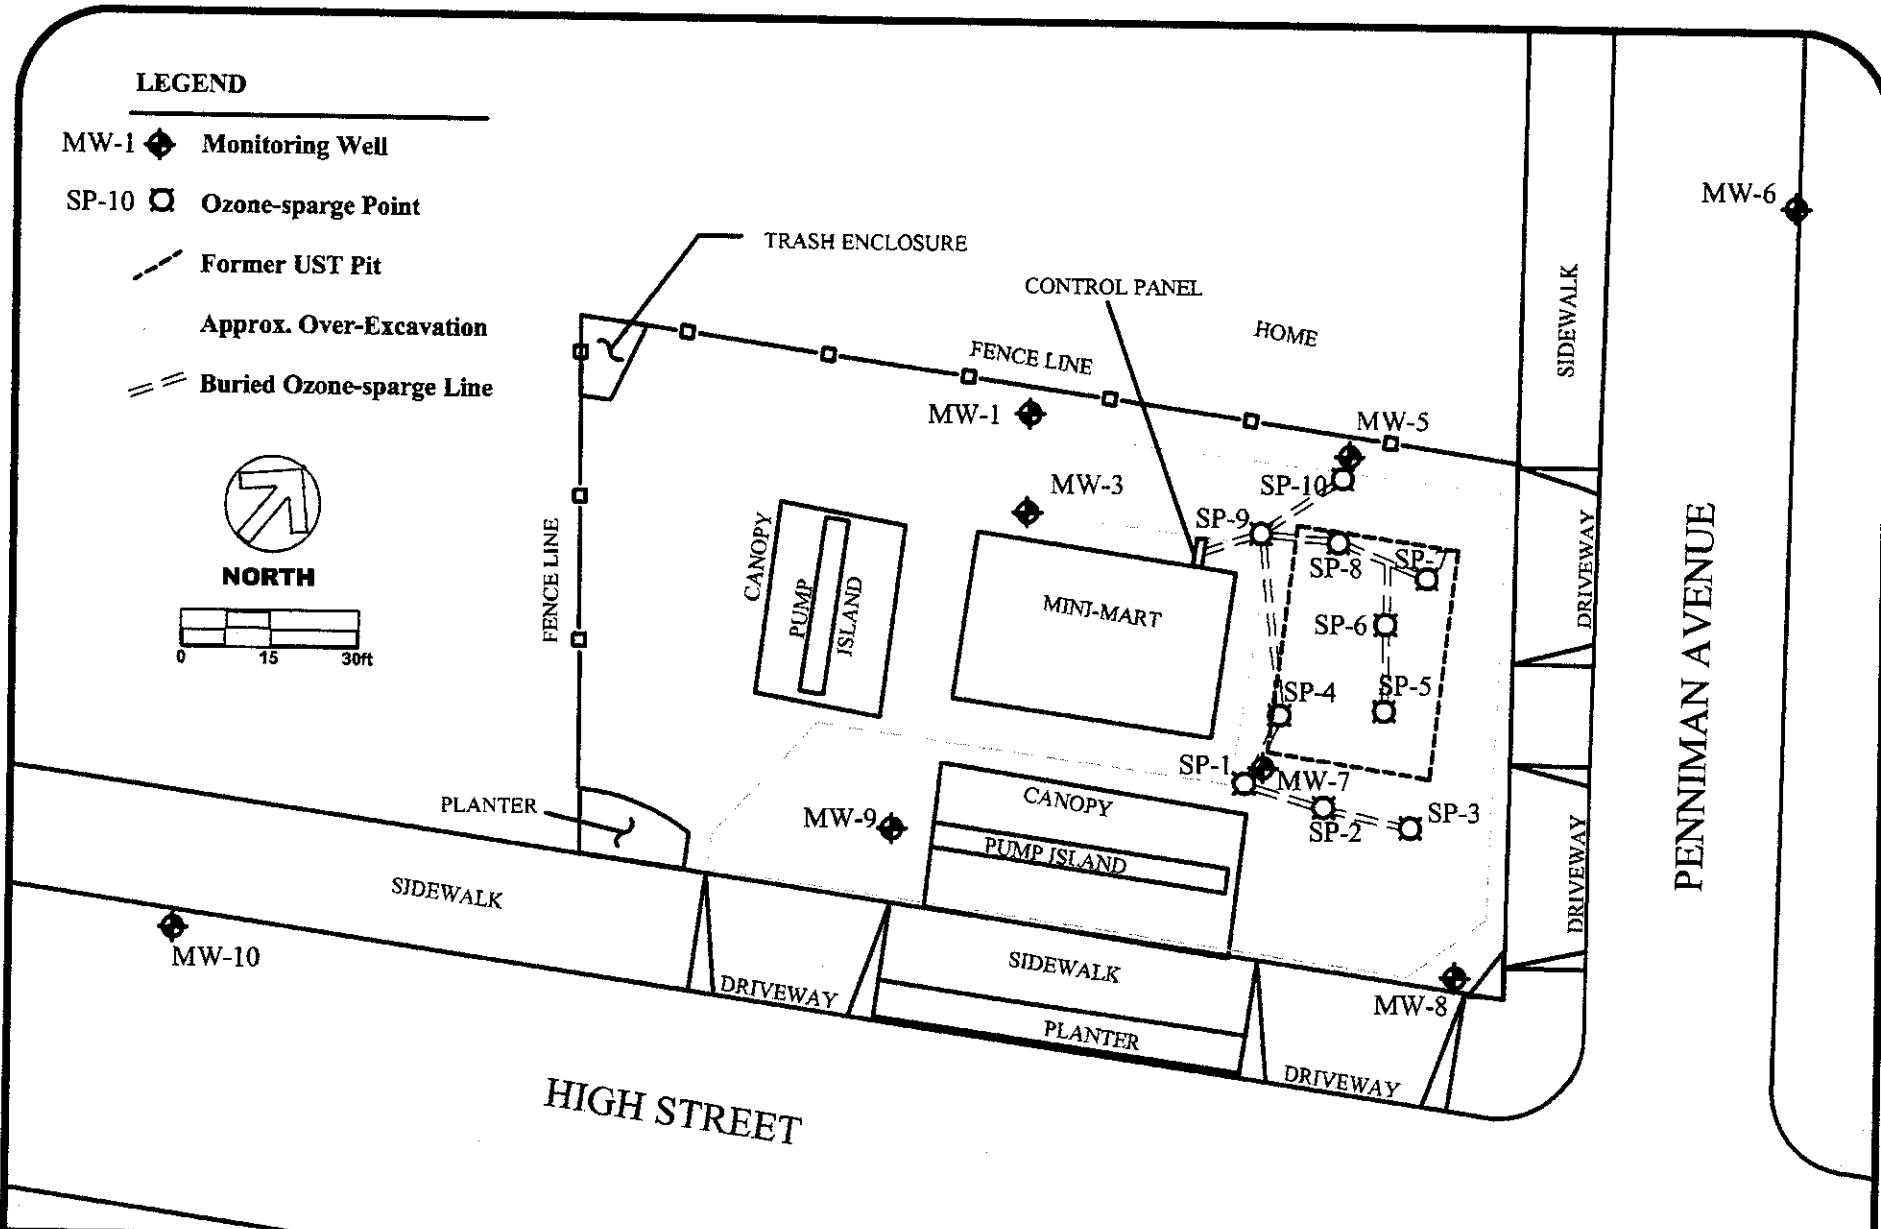 LEGEND
MW-1 Monitoring Well
SP-10 Ozone-sparge Point
Former UST Pit
Approx. Over-Excavation
Buried Ozone-sparge Line
NORTH
0 15 30ft
TRASH ENCLOSURE
CONTROL PANEL
HOME
FENCE LINE
MW-1
MW-5
MW-6
SIDEWALK
MW-3
SP-10
SP-9
SP-8
SP-7
SP-6
SP-5
SP-4
CANOPY
PUMP
ISLAND
MINI-MART
FENCE LINE
DRIVEWAY
PENNIMAN AVENUE
SP-1
MW-7
SP-2
SP-3
CANOPY
PUMP ISLAND
MW-9
PLANTER
DRIVEWAY
SIDEWALK
MW-10
DRIVEWAY
SIDEWALK
PLANTER
MW-8
DRIVEWAY
HIGH STREET